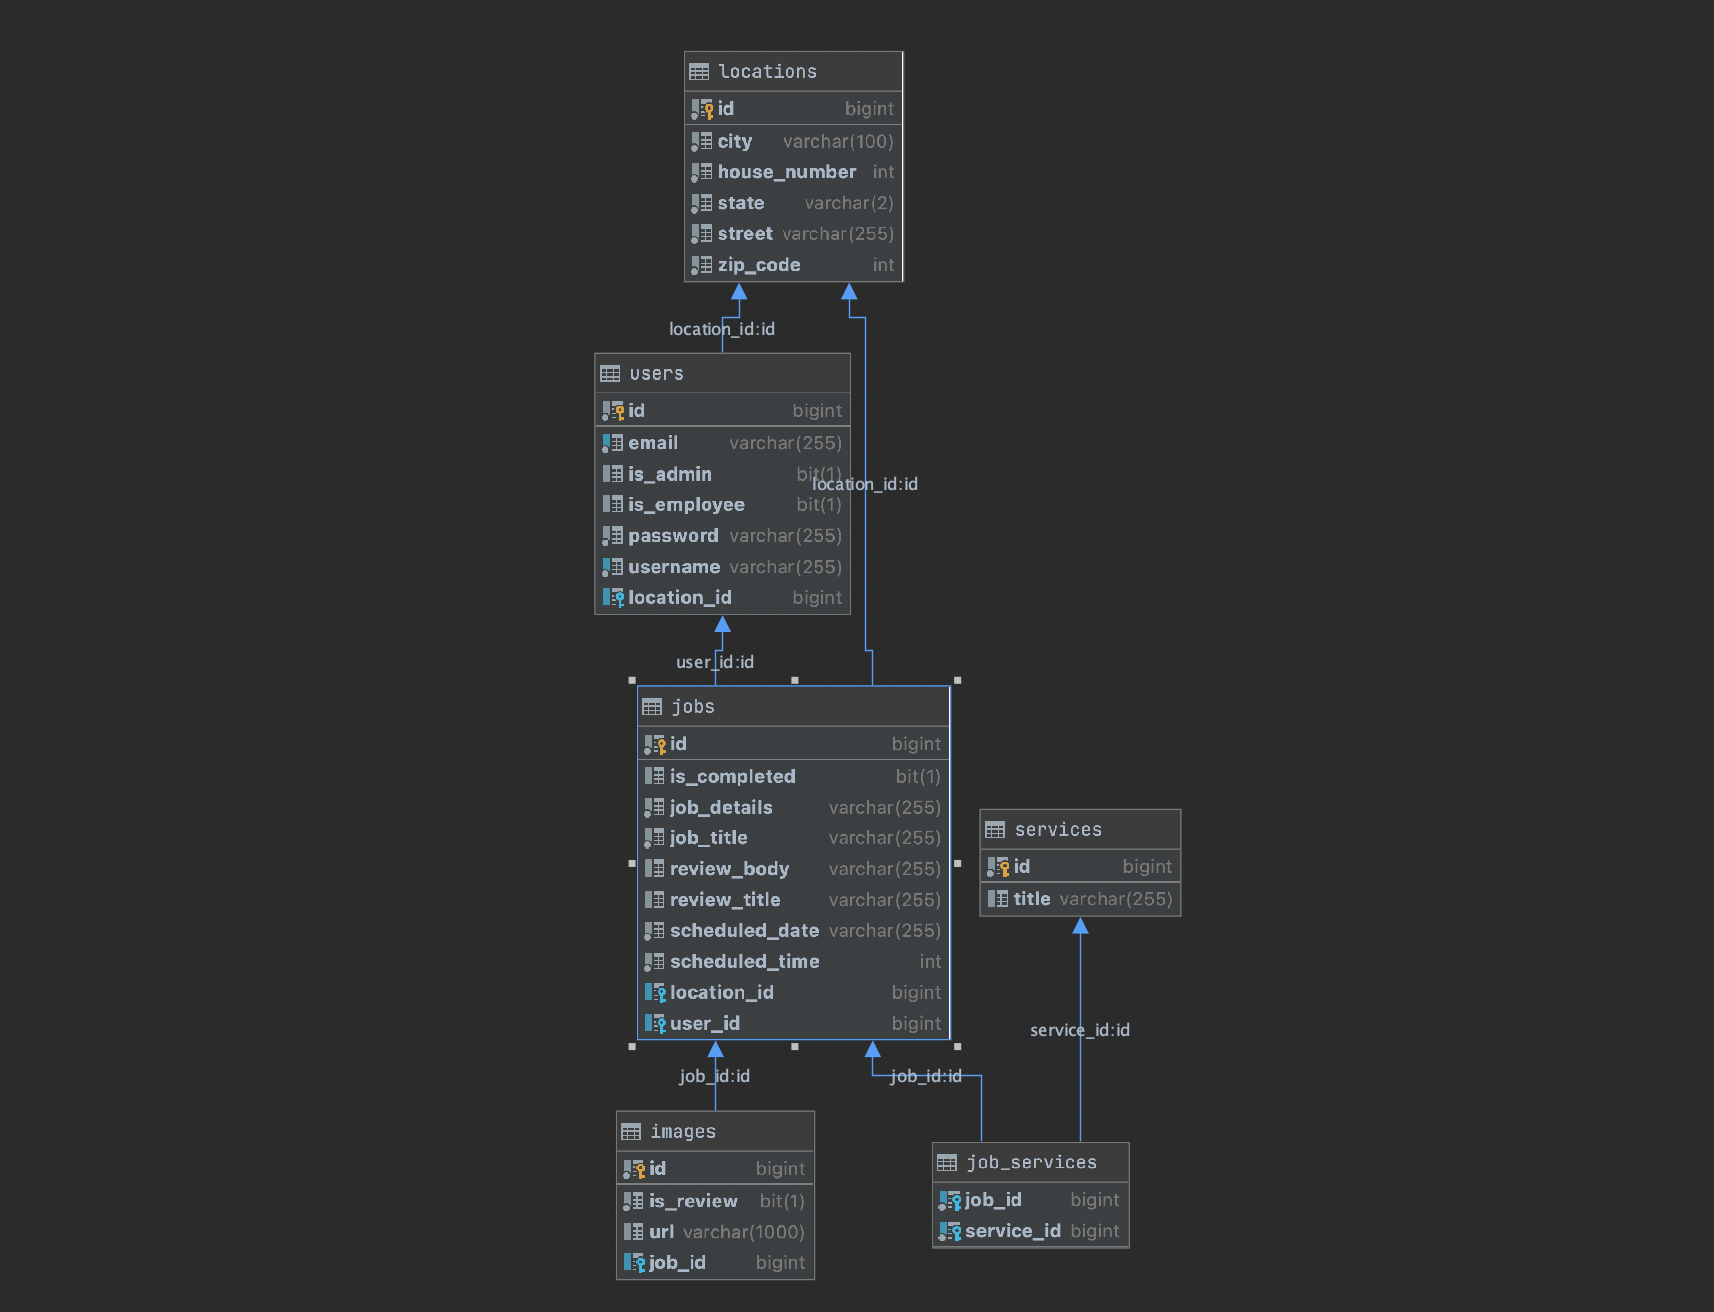 locations
id bigint
city varchar(100)
house_number int
state varchar(2)
street varchar(255)
zip_code int
location_id:id
users
id bigint
email varchar(255)
is_admin bit(1)
location_id:id
is_employee bit(1)
password varchar(255)
username varchar(255)
location_id bigint
user_id:id
jobs
id bigint
is_completed bit(1)
job_details varchar(255)
job_title varchar(255)
review_body varchar(255)
review_title varchar(255)
scheduled_date varchar(255)
scheduled_time int
location_id bigint
user_id bigint
services
id bigint
title varchar(255)
service_id:id
job_id:id
job_id:id
images
id bigint
is_review bit(1)
url varchar(1000)
job_id bigint
job_services
job_id bigint
service_id bigint